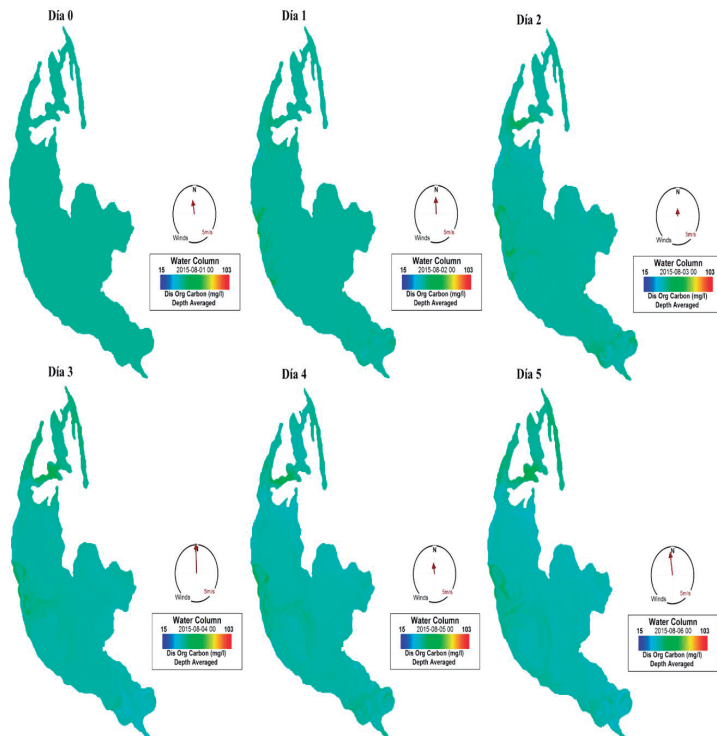 Día 0
N
Winds
5m/s
Water Column
15 2015-08-01 00 103
Dis Org Carbon (mg/l)
Depth Averaged
Día 1
N
Winds
5m/s
Water Column
15 2015-08-02 00 103
Dis Org Carbon (mg/l)
Depth Averaged
Día 2
N
Winds
5m/s
Water Column
15 2015-08-03 00 103
Dis Org Carbon (mg/l)
Depth Averaged
Día 3
N
Winds
5m/s
Water Column
15 2015-08-04 00 103
Dis Org Carbon (mg/l)
Depth Averaged
Día 4
N
Winds
5m/s
Water Column
15 2015-08-05 00 103
Dis Org Carbon (mg/l)
Depth Averaged
Día 5
N
Winds
5m/s
Water Column
15 2015-08-06 00 103
Dis Org Carbon (mg/l)
Depth Averaged